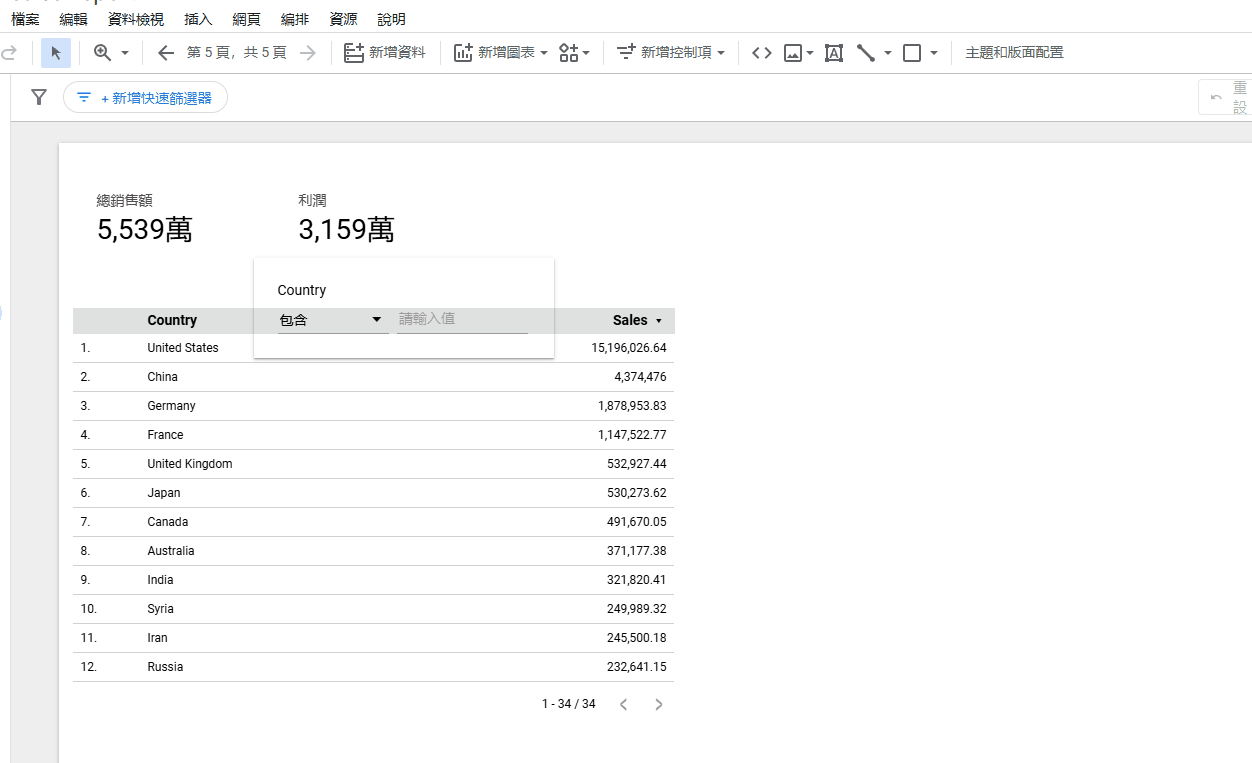 檔案 編輯 資料檢視 插入 網頁 編排 資源 說明
第 5 頁，共 5 頁 新增資料 新增圖表 新增控制項 主題和版面配置
+ 新增快速篩選器 重設
總銷售額 利潤
5,539萬 3,159萬
Country
包含 請輸入值
Country Sales
1. United States 15,196,026.64
2. China 4,374,476
3. Germany 1,878,953.83
4. France 1,147,522.77
5. United Kingdom 532,927.44
6. Japan 530,273.62
7. Canada 491,670.05
8. Australia 371,177.38
9. India 321,820.41
10. Syria 249,989.32
11. Iran 245,500.18
12. Russia 232,641.15
1 - 34 / 34